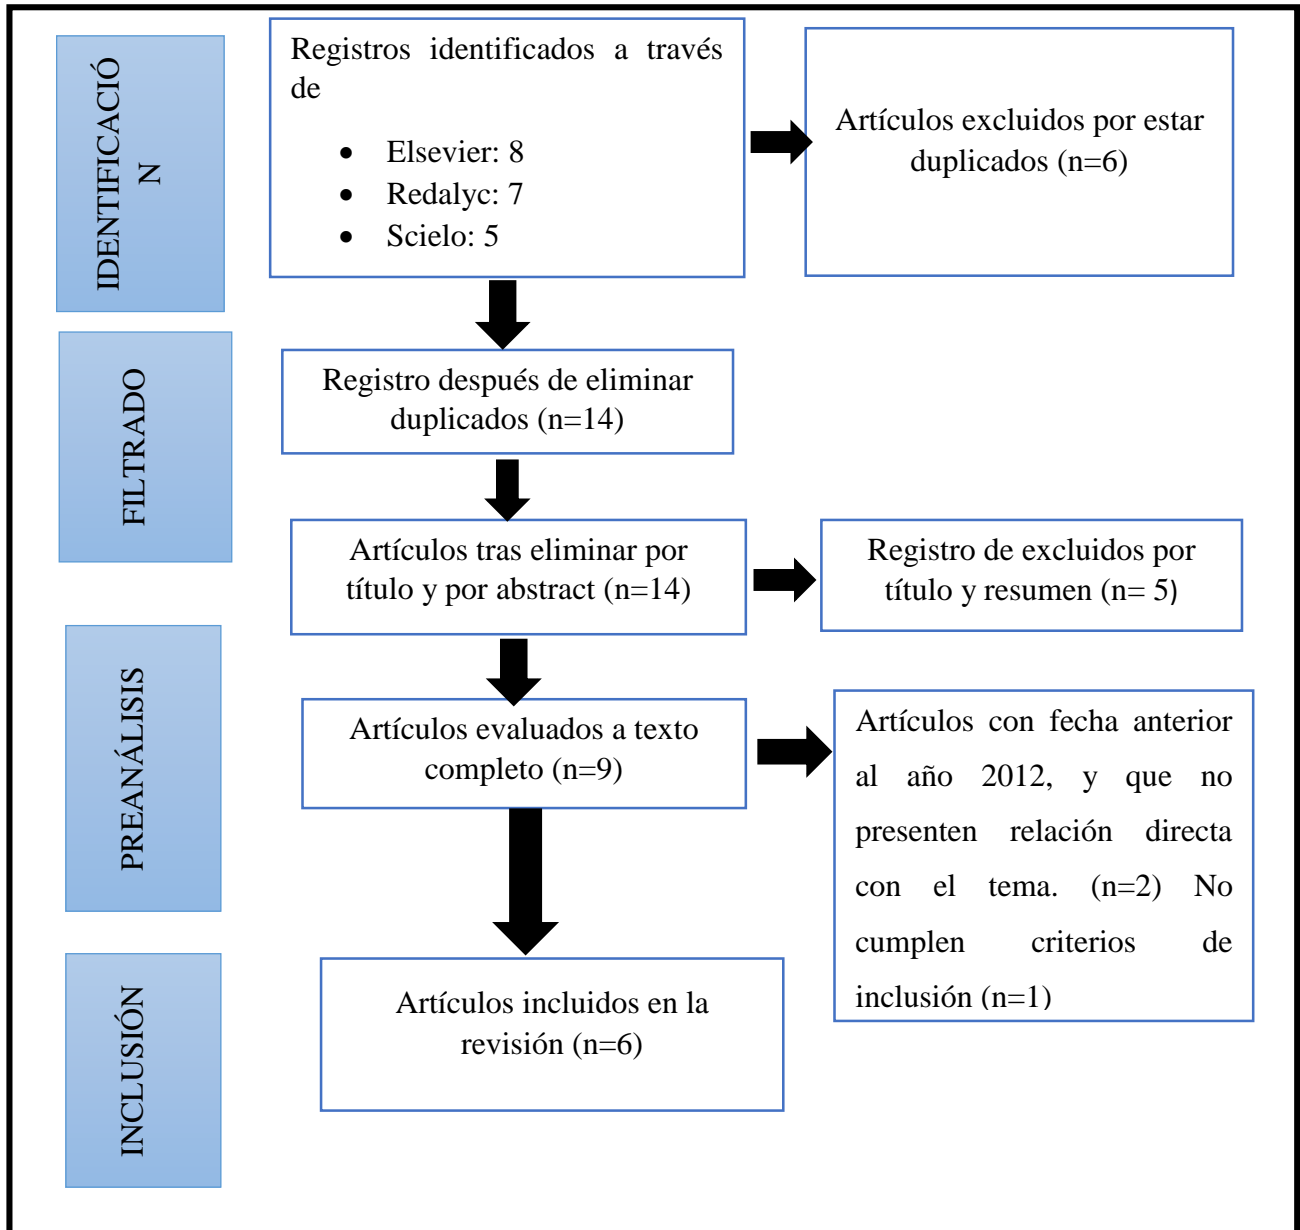 IDENTIFICACIÓ
N
Registros identificados a través
de
• Elsevier: 8
• Redalyc: 7
• Scielo: 5
Artículos excluidos por estar
duplicados (n=6)
FILTRADO
Registro después de eliminar
duplicados (n=14)
Artículos tras eliminar por
título y por abstract (n=14)
Registro de excluidos por
título y resumen (n= 5)
PREANÁLISIS
Artículos evaluados a texto
completo (n=9)
Artículos con fecha anterior
al año 2012, y que no
presenten relación directa
con el tema. (n=2) No
cumplen criterios de
inclusión (n=1)
INCLUSIÓN
Artículos incluidos en la
revisión (n=6)